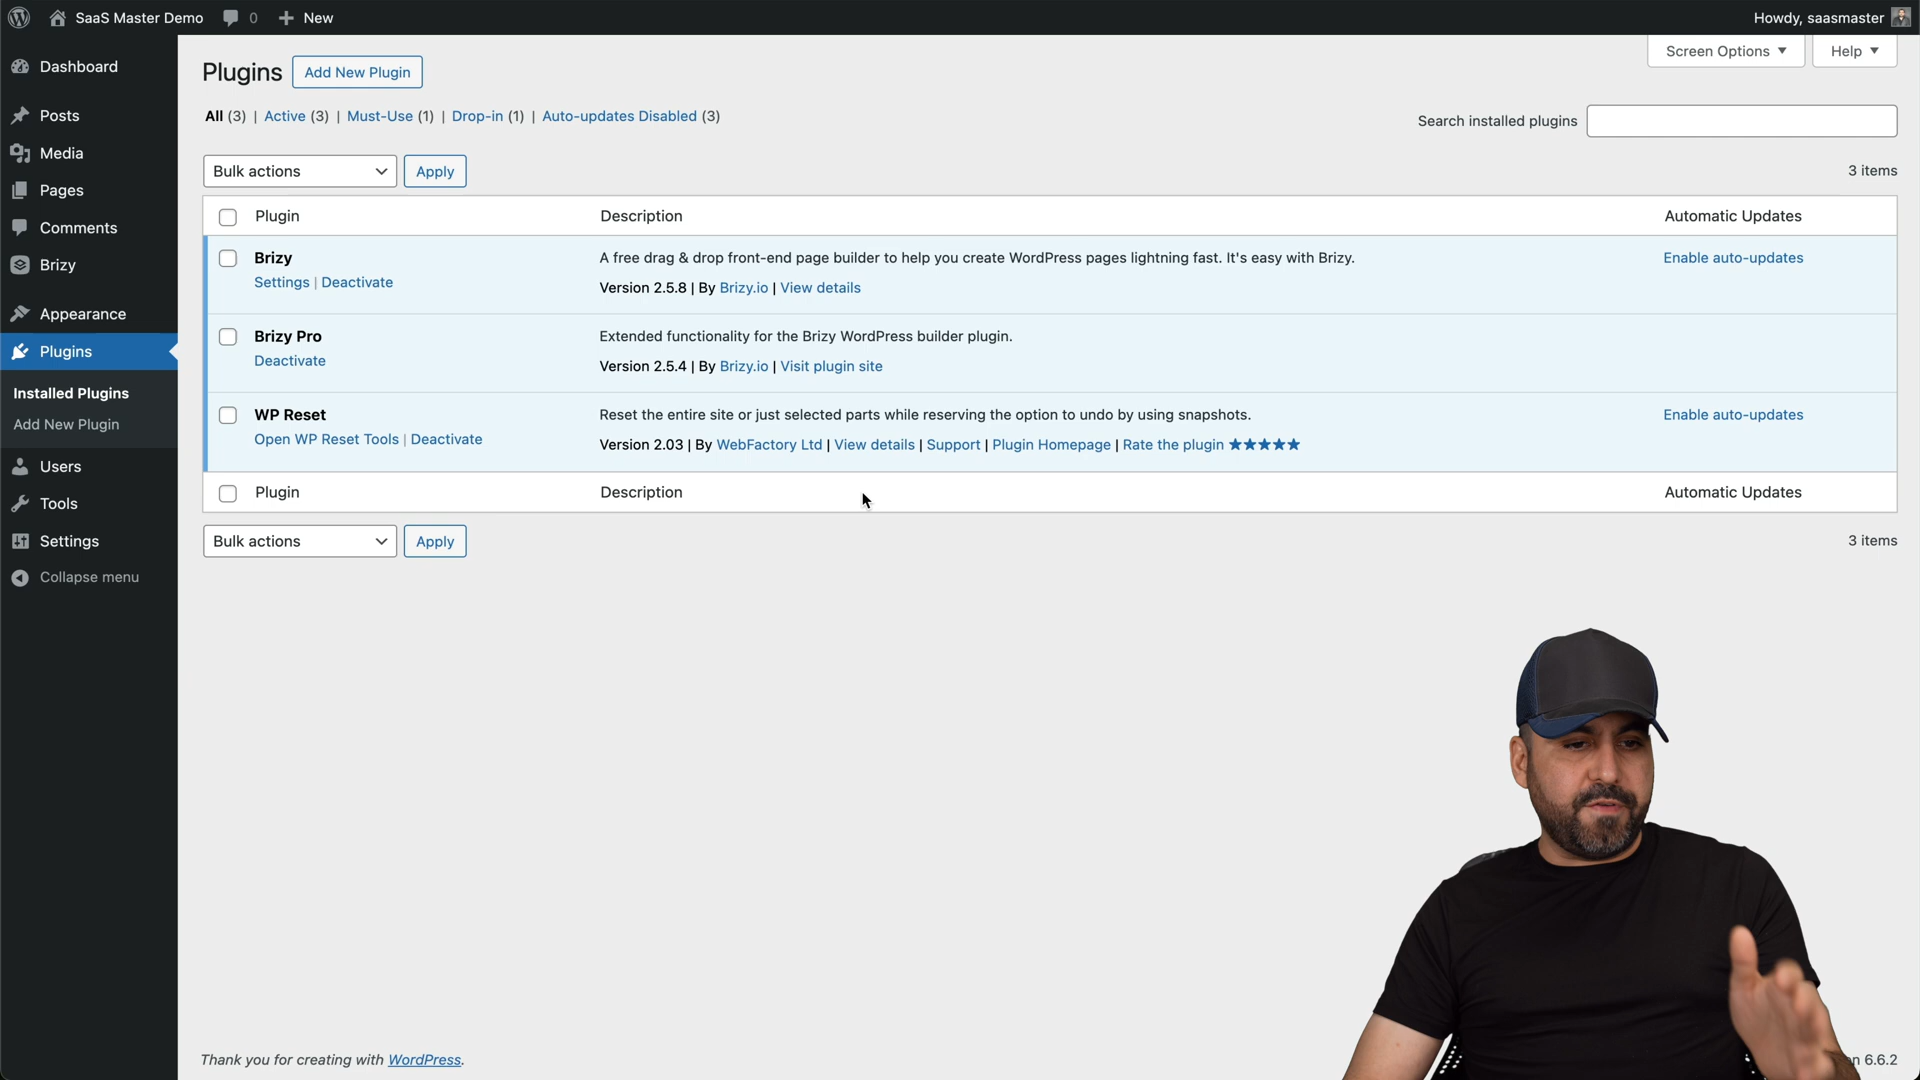 SaaS Master Demo 0 New Howdy, saasmaster
Screen Options Help
Dashboard
Posts
Media
Pages
Comments
Brizy
Appearance
Plugins
Installed Plugins
Add New Plugin
Users
Tools
Settings
Collapse menu
Plugins Add New Plugin
All (3) | Active (3) | Must-Use (1) | Drop-in (1) | Auto-updates Disabled (3)
Search installed plugins
Bulk actions Apply 3 items
Plugin Description Automatic Updates
Brizy A free drag & drop front-end page builder to help you create WordPress pages lightning fast. It's easy with Brizy. Enable auto-updates
Settings | Deactivate Version 2.5.8 | By Brizy.io | View details
Brizy Pro Extended functionality for the Brizy WordPress builder plugin.
Deactivate Version 2.5.4 | By Brizy.io | Visit plugin site
WP Reset Reset the entire site or just selected parts while reserving the option to undo by using snapshots. Enable auto-updates
Open WP Reset Tools | Deactivate Version 2.03 | By WebFactory Ltd | View details | Support | Plugin Homepage | Rate the plugin ★★★★★
Plugin Description Automatic Updates
Bulk actions Apply 3 items
Thank you for creating with WordPress. 6.6.2